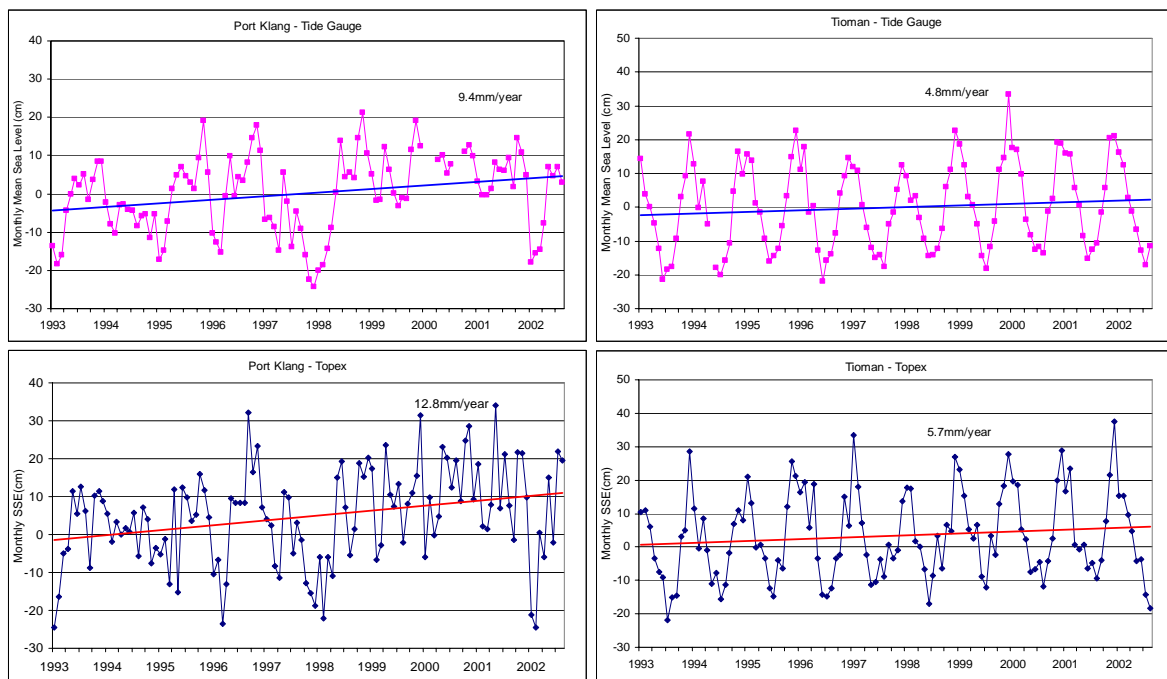 Port Klang - Tide Gauge
Monthly Mean Sea Level (cm)
40
30
20
10
0
-10
-20
-30
9.4mm/year
1993 1994 1995 1996 1997 1998 1999 2000 2001 2002
Tioman - Tide Gauge
Monthly Mean Sea Level (cm)
50
40
30
20
10
0
-10
-20
-30
4.8mm/year
1993 1994 1995 1996 1997 1998 1999 2000 2001 2002
Port Klang - Topex
Monthly SSE(cm)
40
30
20
10
0
-10
-20
-30
12.8mm/year
1993 1994 1995 1996 1997 1998 1999 2000 2001 2002
Tioman - Topex
Monthly SSE (cm)
50
40
30
20
10
0
-10
-20
-30
5.7mm/year
1993 1994 1995 1996 1997 1998 1999 2000 2001 2002